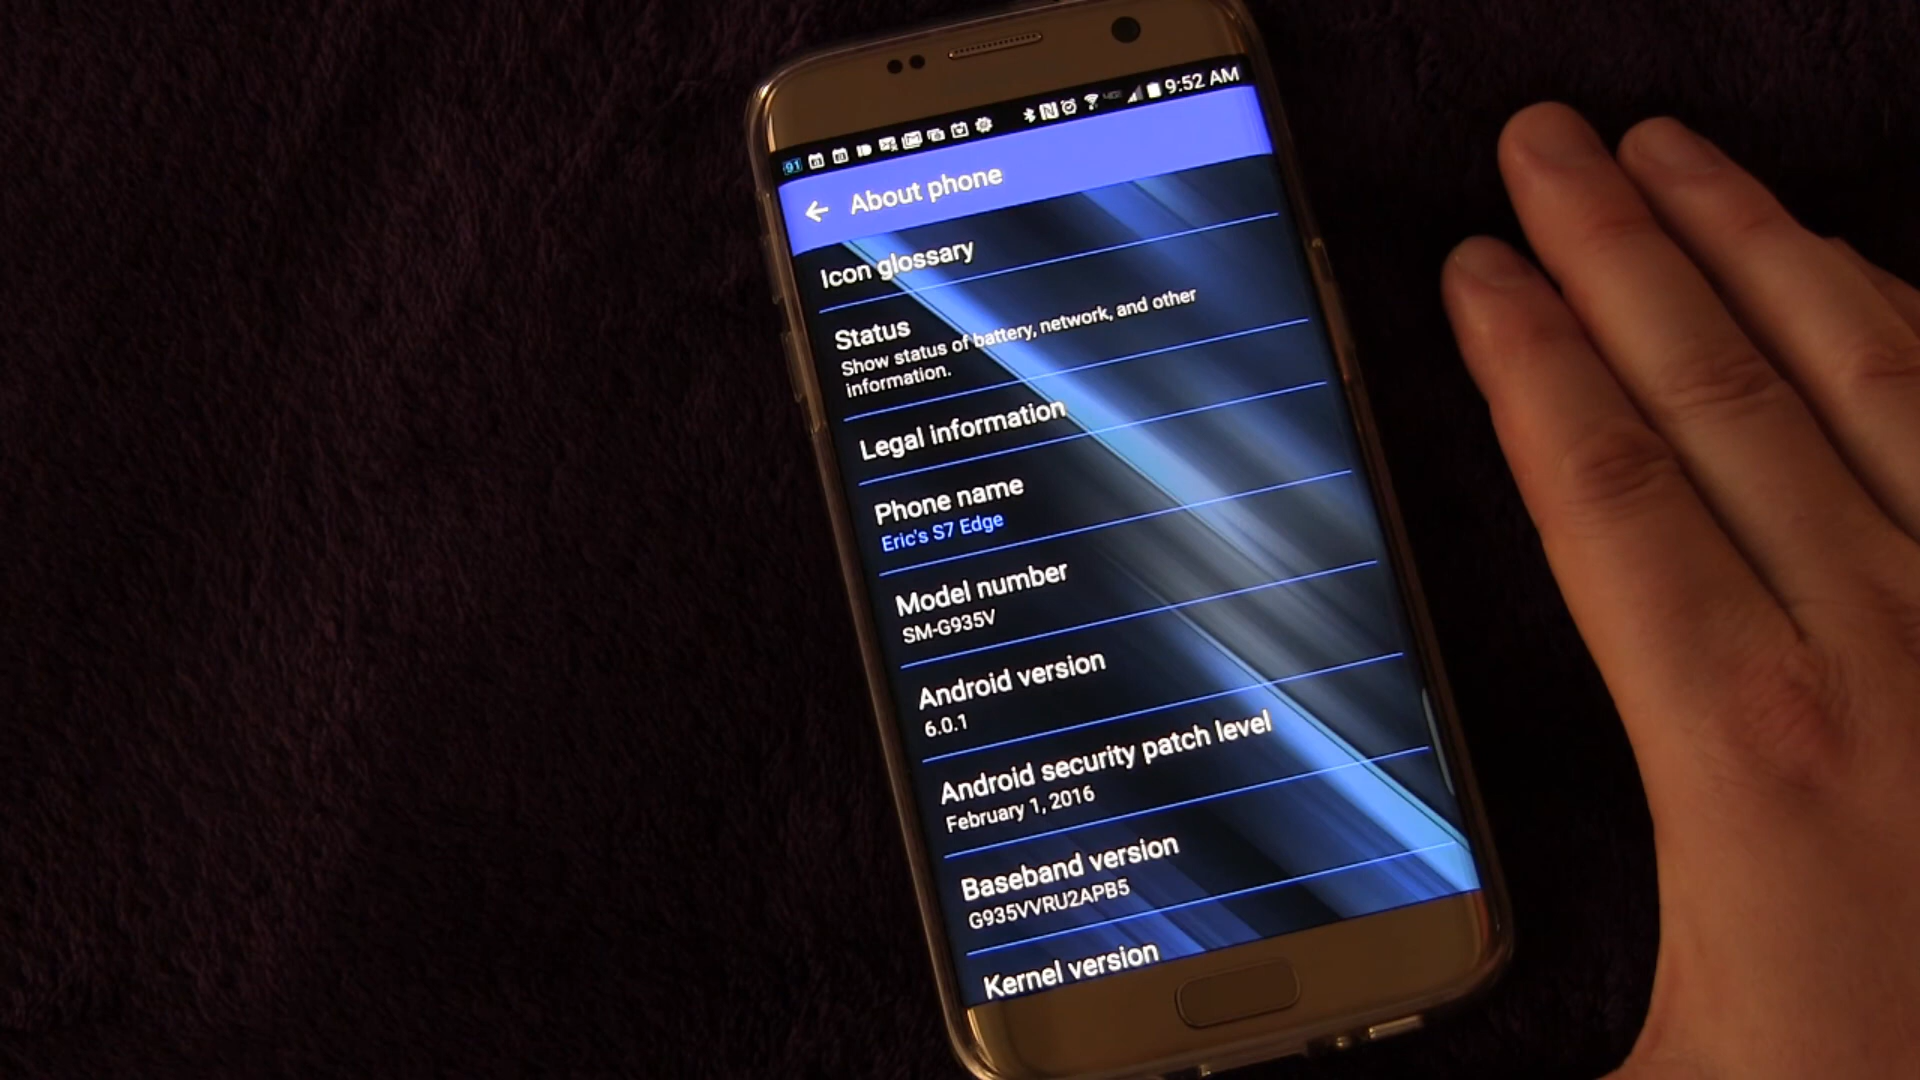 91 9:52 AM
About phone
Icon glossary
Status
Show status of battery, network, and other
information.
Legal information
Phone name
Eric's S7 Edge
Model number
SM-G935V
Android version
6.0.1
Android security patch level
February 1, 2016
Baseband version
G935VVRU2APB5
Kernel version